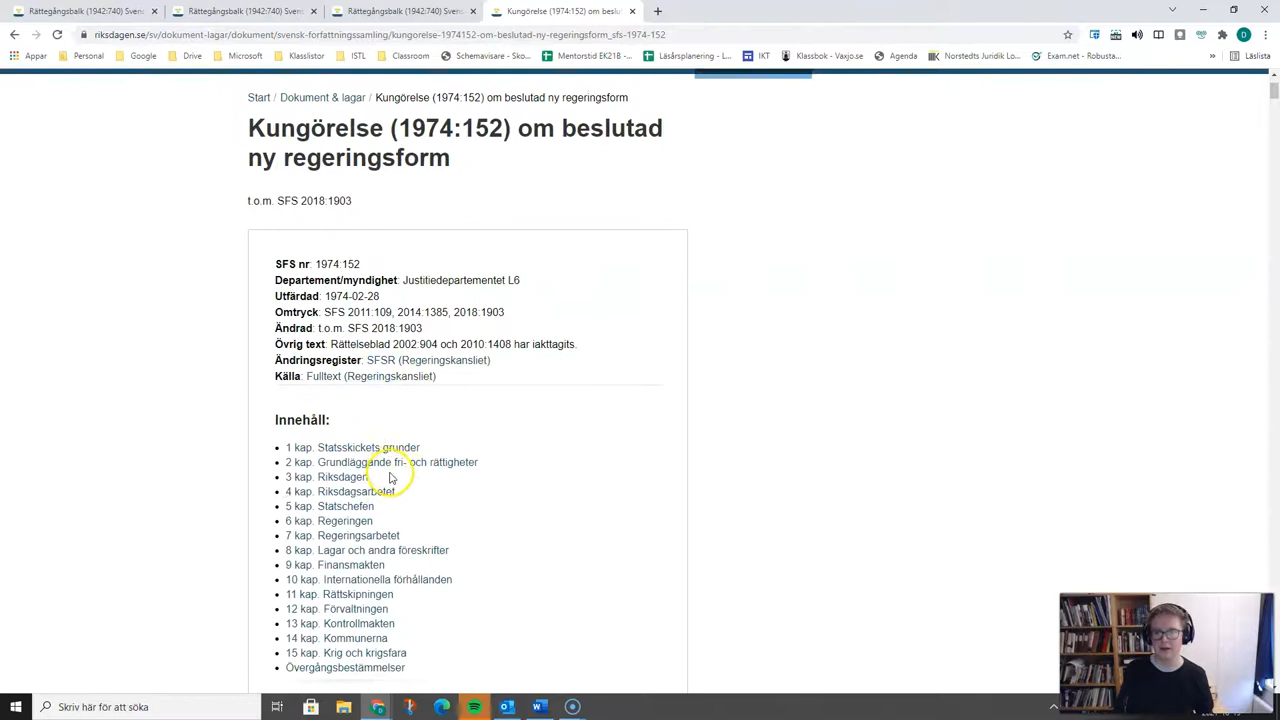 Rättegångsbalk (1942:740) Svens
Rättegångsbalk (1942:740) Svens
Rättegångsbalk (1942:740) Svens
Kungörelse (1974:152) om beslut
riksdagen.se/sv/dokument-lagar/dokument/svensk-forfattningssamling/kungorelse-1974152-om-beslutad-ny-regeringsform_sfs-1974-152
Appar Personal Google Drive Microsoft Klasslistor ISTL Classroom Schemavisare - Sko... Mentorstid EK21B -... Läsårsplanering - L... IKT Klassbok - Vaxjo.se Agenda Norstedts Juridik Lo... Exam.net - Robusta... » Läslista
Start / Dokument & lagar / Kungörelse (1974:152) om beslutad ny regeringsform
Kungörelse (1974:152) om beslutad
ny regeringsform
t.o.m. SFS 2018:1903
SFS nr: 1974:152
Departement/myndighet: Justitiedepartementet L6
Utfärdad: 1974-02-28
Omtryck: SFS 2011:109, 2014:1385, 2018:1903
Ändrad: t.o.m. SFS 2018:1903
Övrig text: Rättelseblad 2002:904 och 2010:1408 har iakttagits.
Ändringsregister: SFSR (Regeringskansliet)
Källa: Fulltext (Regeringskansliet)
Innehåll:
1 kap. Statsskickets grunder
2 kap. Grundläggande fri- och rättigheter
3 kap. Riksdagen
4 kap. Riksdagsarbetet
5 kap. Statschefen
6 kap. Regeringen
7 kap. Regeringsarbetet
8 kap. Lagar och andra föreskrifter
9 kap. Finansmakten
10 kap. Internationella förhållanden
11 kap. Rättskipningen
12 kap. Förvaltningen
13 kap. Kontrollmakten
14 kap. Kommunerna
15 kap. Krig och krigsfara
Övergångsbestämmelser
Skriv här för att söka